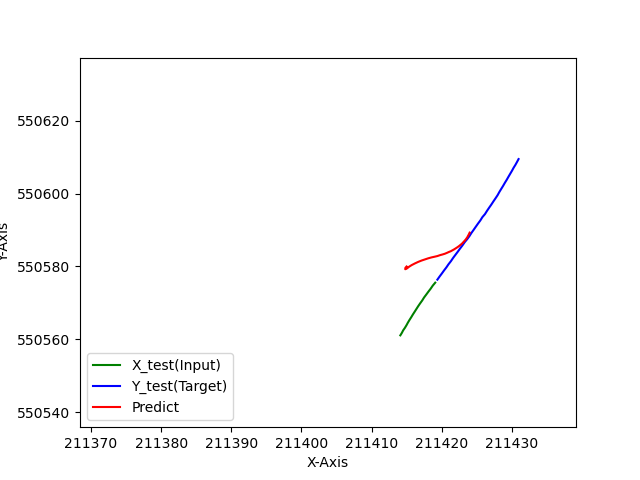 550620
550600
550580
550560
550540
Y-Axis
X_test(Input)
Y_test(Target)
Predict
211370 211380 211390 211400 211410 211420 211430
X-Axis